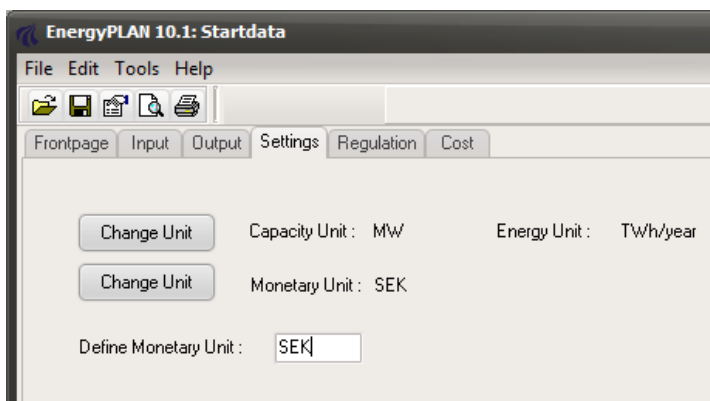 EnergyPLAN 10.1: Startdata
File Edit Tools Help
Frontpage Input Output Settings Regulation Cost
Change Unit Capacity Unit : MW Energy Unit : TWh/year
Change Unit Monetary Unit : SEK
Define Monetary Unit : SEK